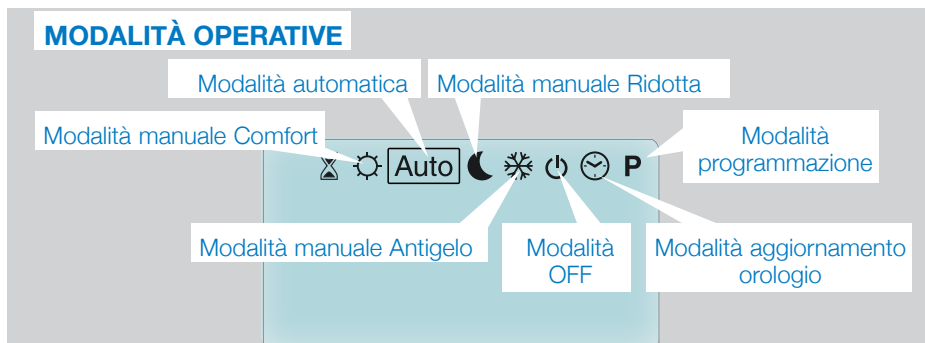 MODALITÀ OPERATIVE
Modalità automatica
Modalità manuale Ridotta
Modalità manuale Comfort
Modalità
programmazione
Auto
P
Modalità manuale Antigelo
Modalità
OFF
Modalità aggiornamento
orologio